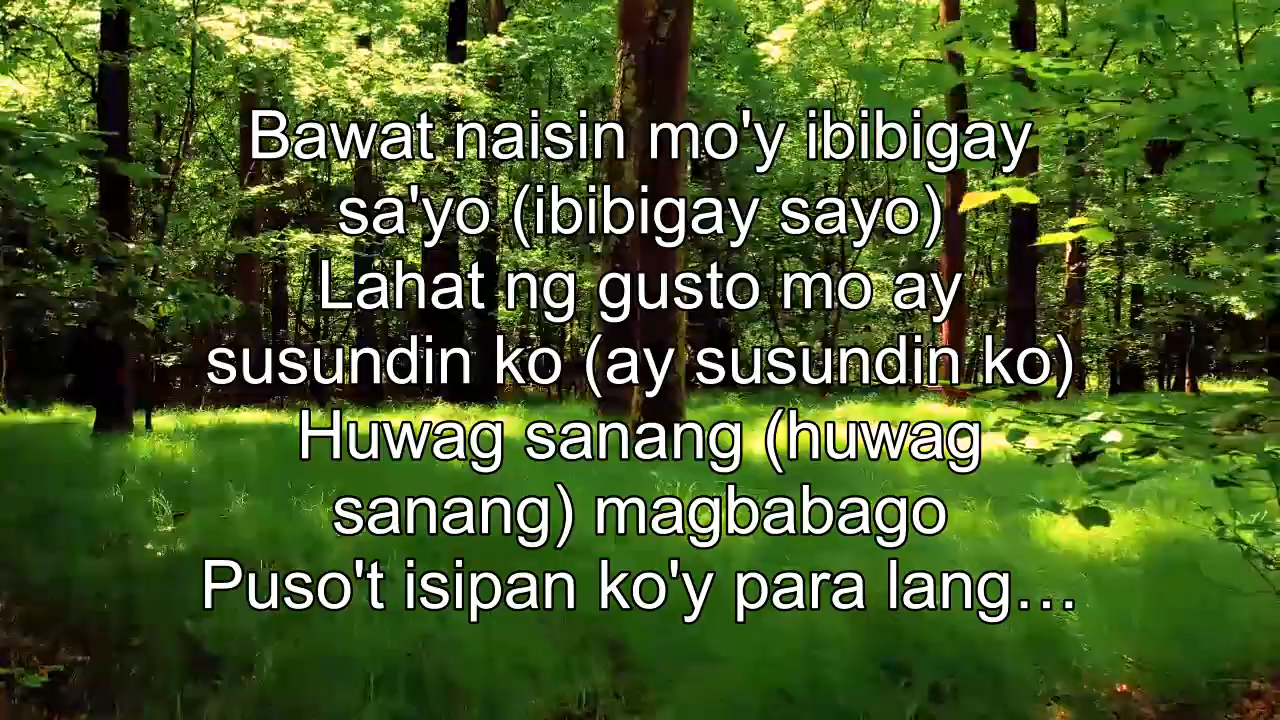 Bawat naisin mo'y ibibigay
sa'yo (ibibigay sayo)
Lahat ng gusto mo ay
susundin ko (ay susundin ko)
Huwag sanang (huwag
sanang) magbabago
Puso't isipan ko'y para lang…